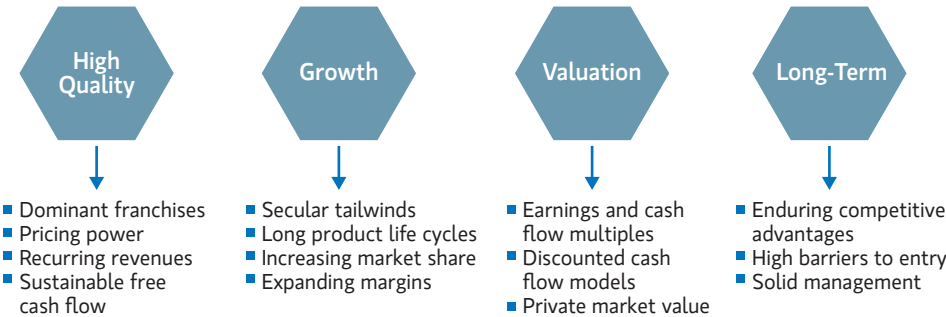 High
Quality
Dominant franchises
Pricing power
Recurring revenues
Sustainable free
cash flow
Growth
Secular tailwinds
Long product life cycles
Increasing market share
Expanding margins
Valuation
Earnings and cash
flow multiples
Discounted cash
flow models
Private market value
Long-Term
Enduring competitive
advantages
High barriers to entry
Solid management